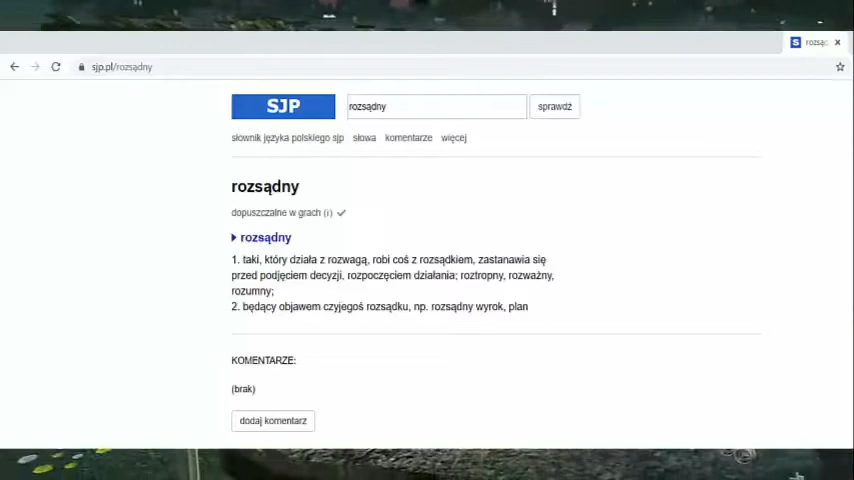 rozsąd
sjp.pl/rozsądny
SJP rozsądny sprawdź
słownik języka polskiego sjp słowa komentarze więcej
rozsądny
dopuszczalne w grach (i)
rozsądny
1. taki, który działa z rozwagą, robi coś z rozsądkiem, zastanawia się
przed podjęciem decyzji, rozpoczęciem działania; roztropny, rozważny,
rozumny;
2. będący objawem czyjegoś rozsądku, np. rozsądny wyrok, plan
KOMENTARZE:
(brak)
dodaj komentarz